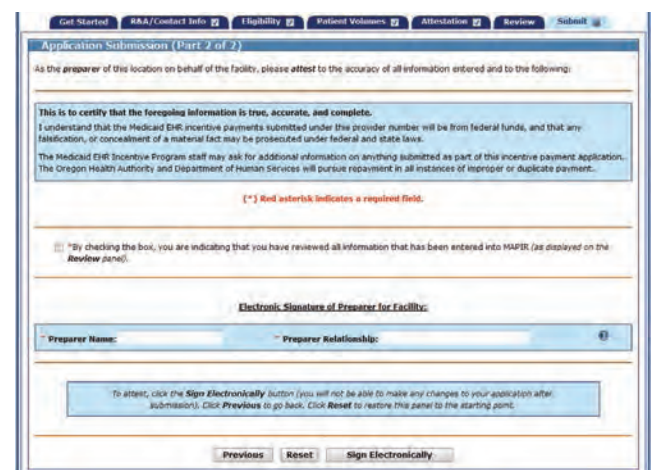 Get Started R&A/Contact Info Eligibility Patient Volumes Attestation Review Submit
Application Submission (Part 2 of 2)
As the preparer of this location on behalf of the facility, please attest to the accuracy of all information entered and to the following:
This is to certify that the foregoing information is true, accurate, and complete.
I understand that the Medicaid EHR incentive payments submitted under this provider number will be from federal funds, and that any
falsification, or concealment of a material fact may be prosecuted under federal and state laws.
The Medicaid EHR Incentive Program staff may ask for additional information on anything submitted as part of this incentive payment application.
The Oregon Health Authority and Department of Human Services will pursue repayment in all instances of improper or duplicate payment.
(*) Red asterisk indicates a required field.
*By checking the box, you are indicating that you have reviewed all information that has been entered into MAPIR (as displayed on the
Review panel).
Electronic Signature of Preparer for Facility:
* Preparer Name: * Preparer Relationship:
To attest, click the Sign Electronically button (you will not be able to make any changes to your application after
submission). Click Previous to go back. Click Reset to restore this panel to the starting point.
Previous Reset Sign Electronically